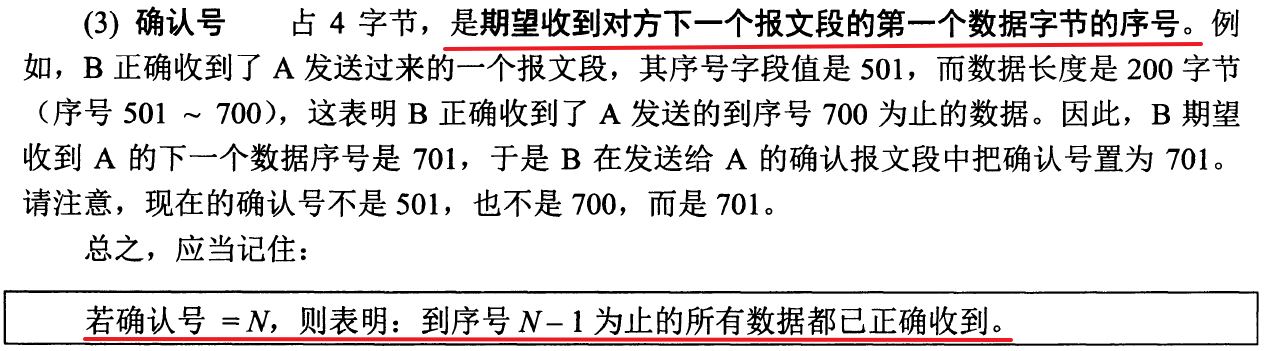 (3) 确认号 占 4 字节，是期望收到对方下一个报文段的第一个数据字节的序号。例
如，B 正确收到了 A 发送过来的一个报文段，其序号字段值是 501，而数据长度是 200 字节
（序号 501 ~ 700），这表明 B 正确收到了 A 发送的到序号 700 为止的数据。因此，B 期望
收到 A 的下一个数据序号是 701，于是 B 在发送给 A 的确认报文段中把确认号置为 701。
请注意，现在的确认号不是 501，也不是 700，而是 701。
总之，应当记住：
若确认号 = N，则表明：到序号 N – 1 为止的所有数据都已正确收到。